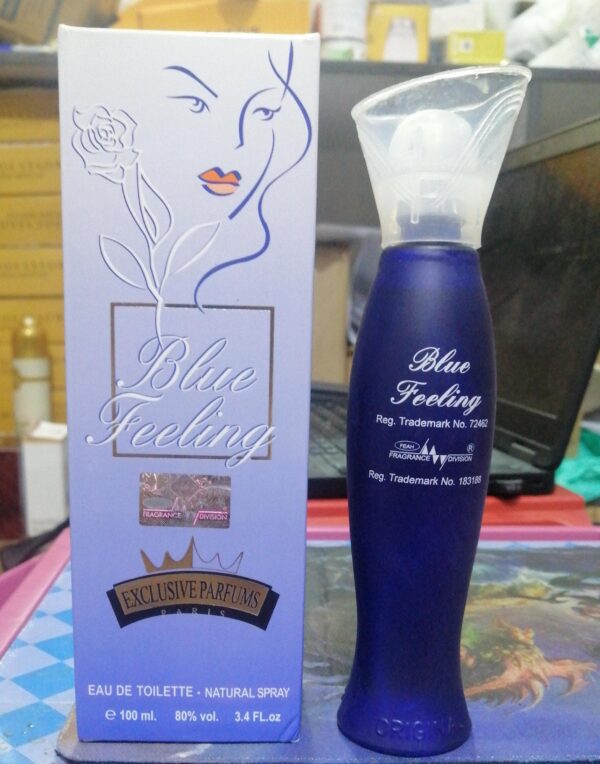 Blue
Feeling
FRAGRANCE DIVISION
EXCLUSIVE PARFUMS
PARIS
EAU DE TOILETTE - NATURAL SPRAY
℮ 100 ml. 80% vol. 3.4 FL.oz
Blue
Feeling
Reg. Trademark No. 72462
FEAH
FRAGRANCE DIVISION ®
Reg. Trademark No. 183188